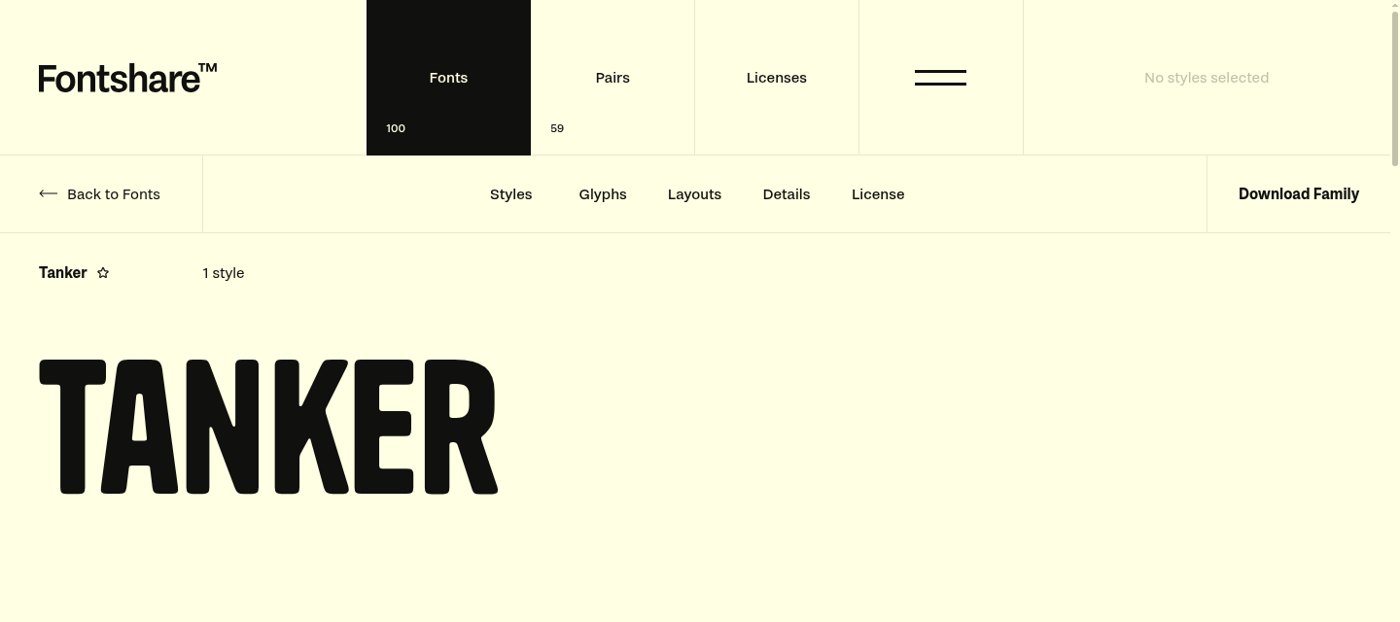 Fontshare™
Fonts
Pairs
Licenses
No styles selected
100
59
Back to Fonts
Styles
Glyphs
Layouts
Details
License
Download Family
Tanker
1 style
TANKER